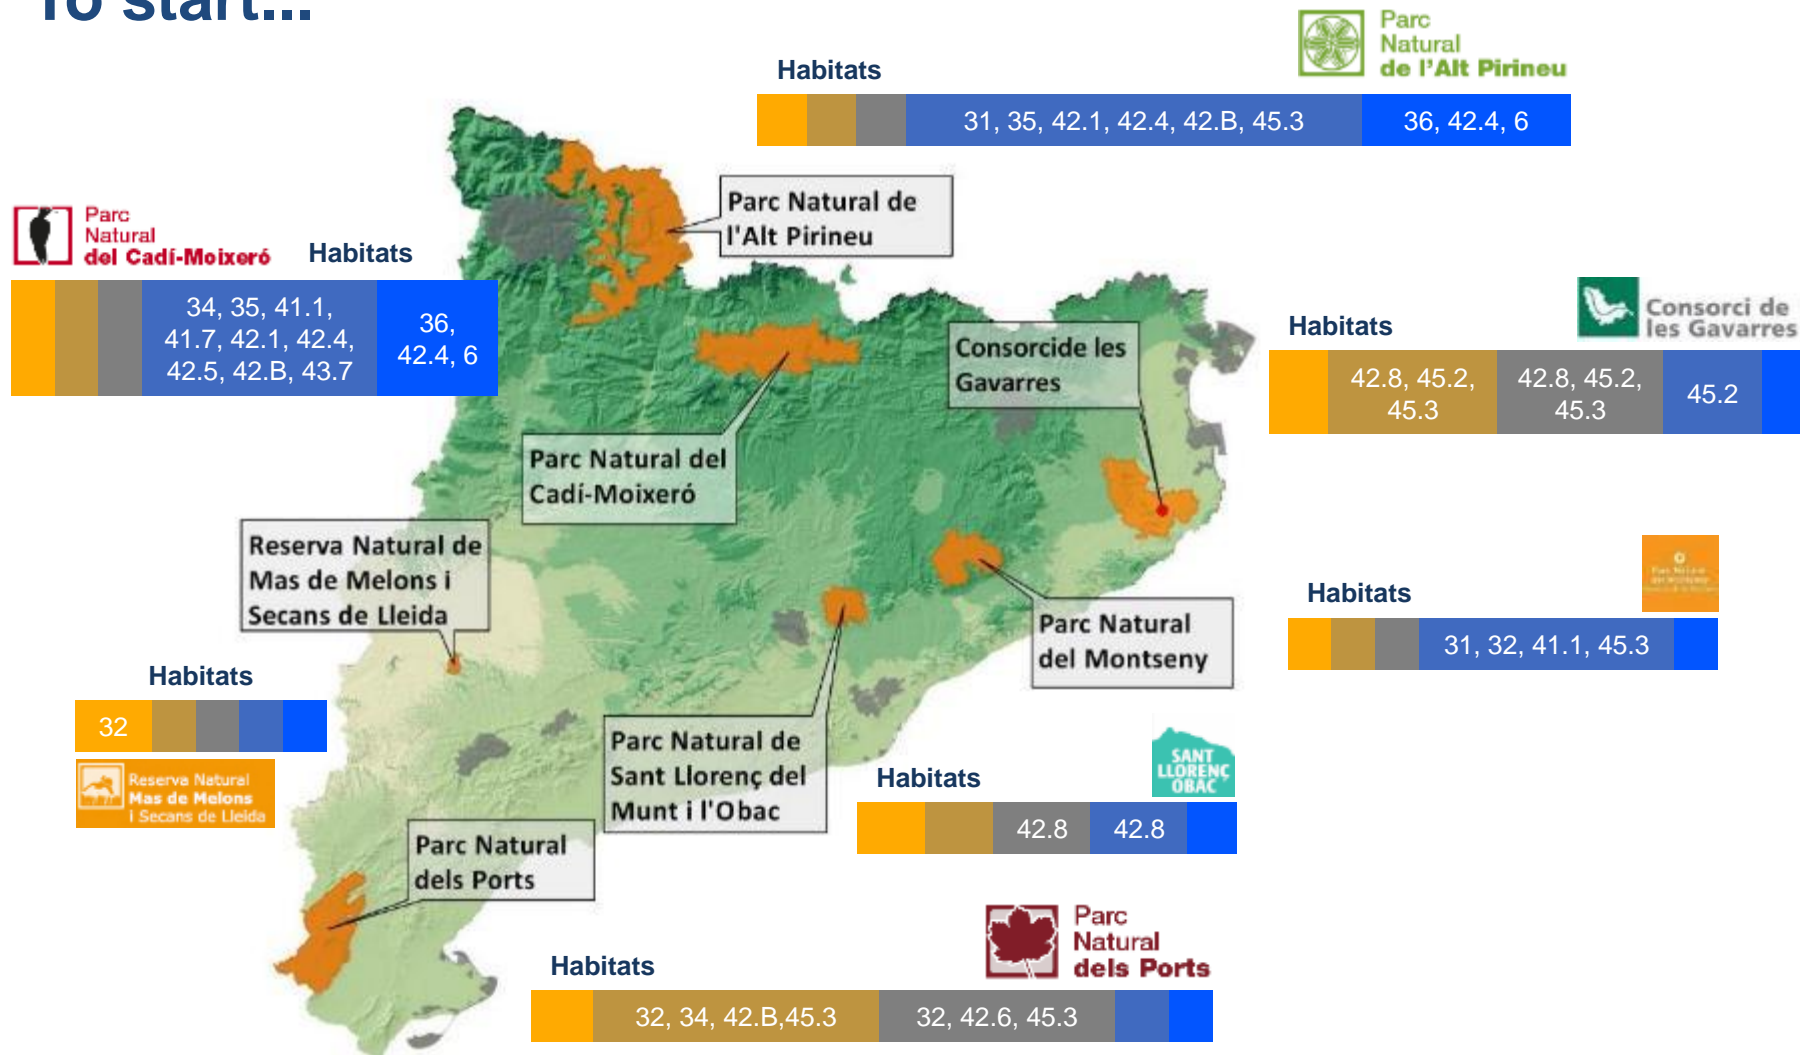 To start...
Parc
Natural
de l'Alt Pirineu
Habitats
31, 35, 42.1, 42.4, 42.B, 45.3
36, 42.4, 6
Parc Natural de
l'Alt Pirineu
Parc
Natural
del Cadí-Moixeró
Habitats
34, 35, 41.1,
41.7, 42.1, 42.4,
42.5, 42.B, 43.7
36,
42.4, 6
Consorci de
les Gavarres
Habitats
42.8, 45.2,
45.3
42.8, 45.2,
45.3
45.2
Consorcide les
Gavarres
Parc Natural del
Cadí-Moixeró
Reserva Natural de
Mas de Melons i
Secans de Lleida
Habitats
31, 32, 41.1, 45.3
Parc Natural
del Montseny
Habitats
32
Reserva Natural
Mas de Melons
i Secans de Lleida
Parc Natural de
Sant Llorenç del
Munt i l'Obac
Habitats
SANT
LLORENÇ
OBAC
42.8
42.8
Parc Natural
dels Ports
Parc
Natural
dels Ports
Habitats
32, 34, 42.B,45.3
32, 42.6, 45.3